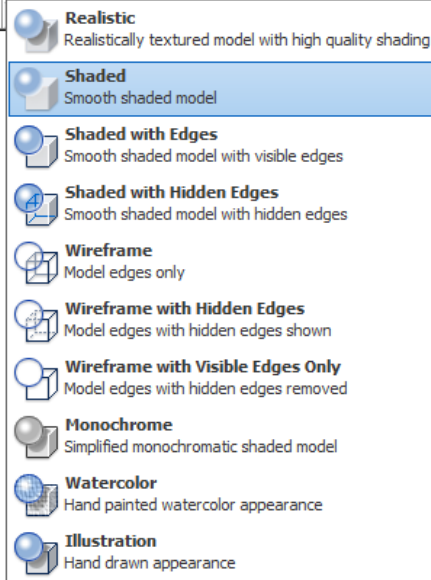 Realistic
Realistically textured model with high quality shading
Shaded
Smooth shaded model
Shaded with Edges
Smooth shaded model with visible edges
Shaded with Hidden Edges
Smooth shaded model with hidden edges
Wireframe
Model edges only
Wireframe with Hidden Edges
Model edges with hidden edges shown
Wireframe with Visible Edges Only
Model edges with hidden edges removed
Monochrome
Simplified monochromatic shaded model
Watercolor
Hand painted watercolor appearance
Illustration
Hand drawn appearance